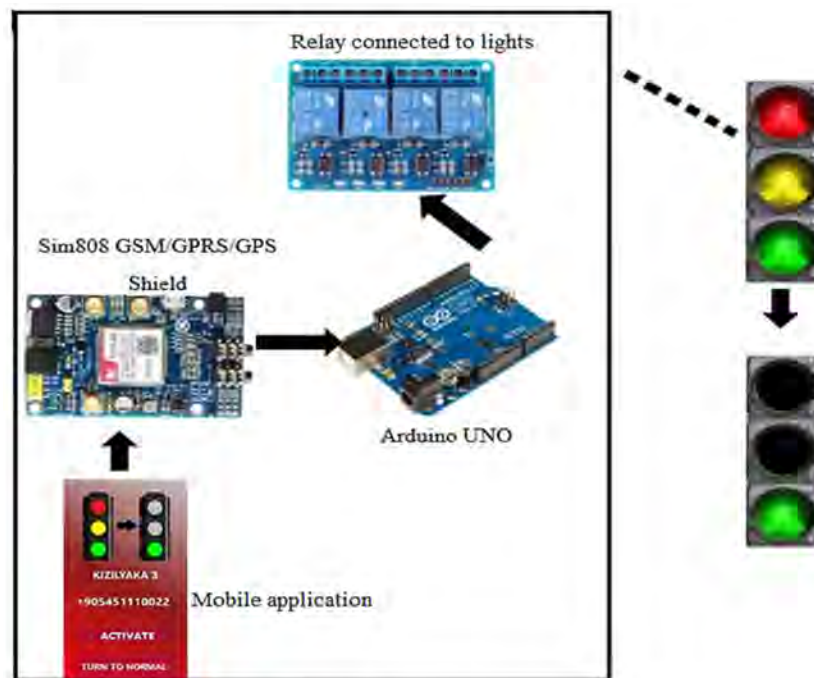 Relay connected to lights
Sim808 GSM/GPRS/GPS
Shield
Arduino UNO
KIZILYAKA 3
+905451110022
Mobile application
ACTIVATE
TURN TO NORMAL